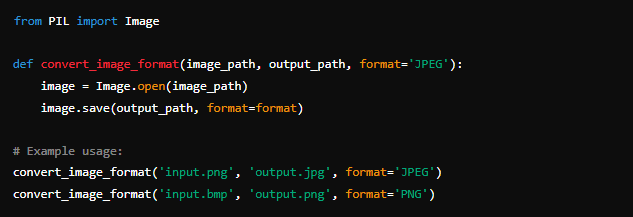 from PIL import Image
def convert_image_format(image_path, output_path, format='JPEG'):
    image = Image.open(image_path)
    image.save(output_path, format=format)
# Example usage:
convert_image_format('input.png', 'output.jpg', format='JPEG')
convert_image_format('input.bmp', 'output.png', format='PNG')